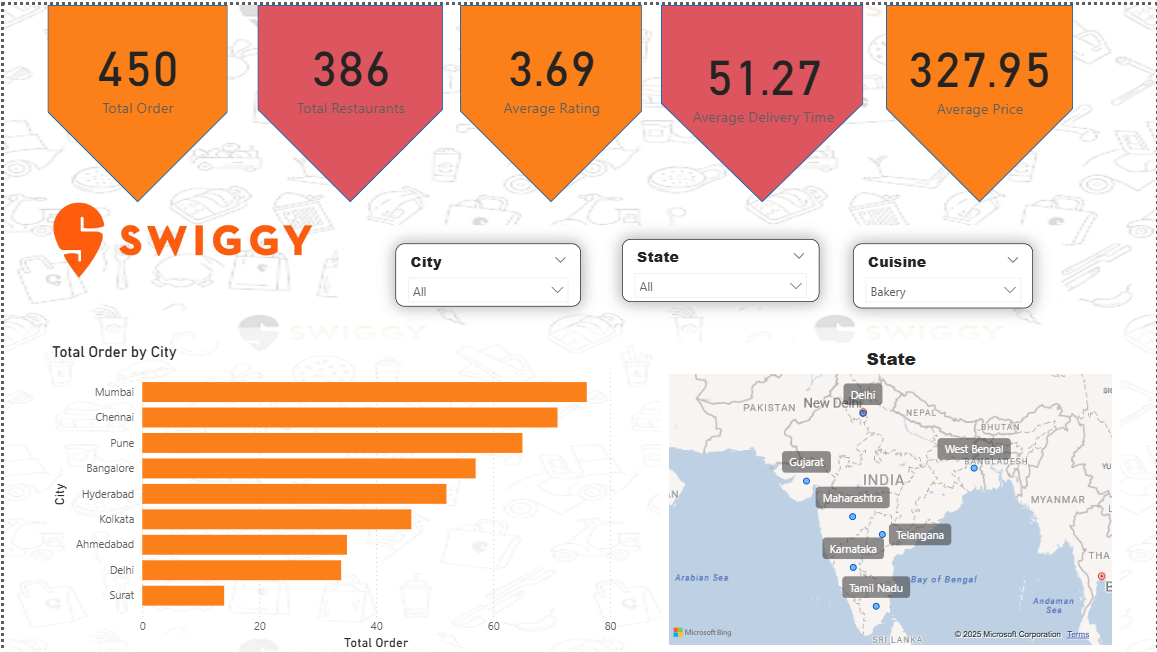 450
Total Order
386
Total Restaurants
3.69
Average Rating
51.27
Average Delivery Time
327.95
Average Price
SWIGGY
City
All
State
All
Cuisine
Bakery
SWIGGY
SWIGGY
Total Order by City
City
Mumbai
Chennai
Pune
Bangalore
Hyderabad
Kolkata
Ahmedabad
Delhi
Surat
0
20
40
60
80
Total Order
State
Delhi
New Delhi
PAKISTAN
NEPAL
BHUTAN
West Bengal
BANGLADESH
Gujarat
INDIA
Maharashtra
MYANMAR
Telangana
Karnataka
THA
Arabian Sea
Bay of Bengal
Tamil Nadu
Andaman
Sea
SRI LANKA
Microsoft Bing
© 2025 Microsoft Corporation
Terms